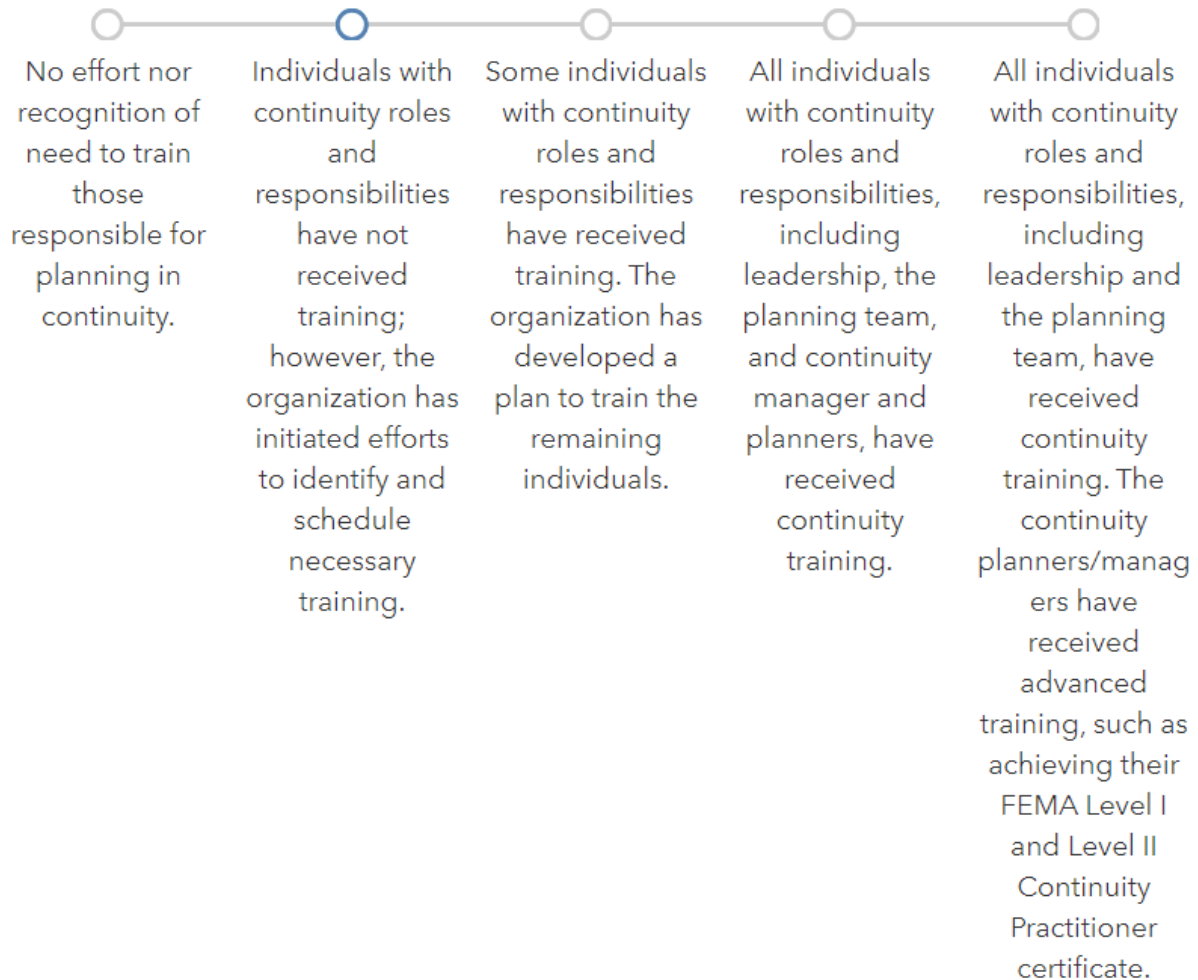 No effort nor
recognition of
need to train
those
responsible for
planning in
continuity.
Individuals with
continuity roles
and
responsibilities
have not
received
training;
however, the
organization has
initiated efforts
to identify and
schedule
necessary
training.
Some individuals
with continuity
roles and
responsibilities
have received
training. The
organization has
developed a
plan to train the
remaining
individuals.
All individuals
with continuity
roles and
responsibilities,
including
leadership, the
planning team,
and continuity
manager and
planners, have
received
continuity
training.
All individuals
with continuity
roles and
responsibilities,
including
leadership and
the planning
team, have
received
continuity
training. The
continuity
planners/manag
ers have
received
advanced
training, such as
achieving their
FEMA Level I
and Level II
Continuity
Practitioner
certificate.